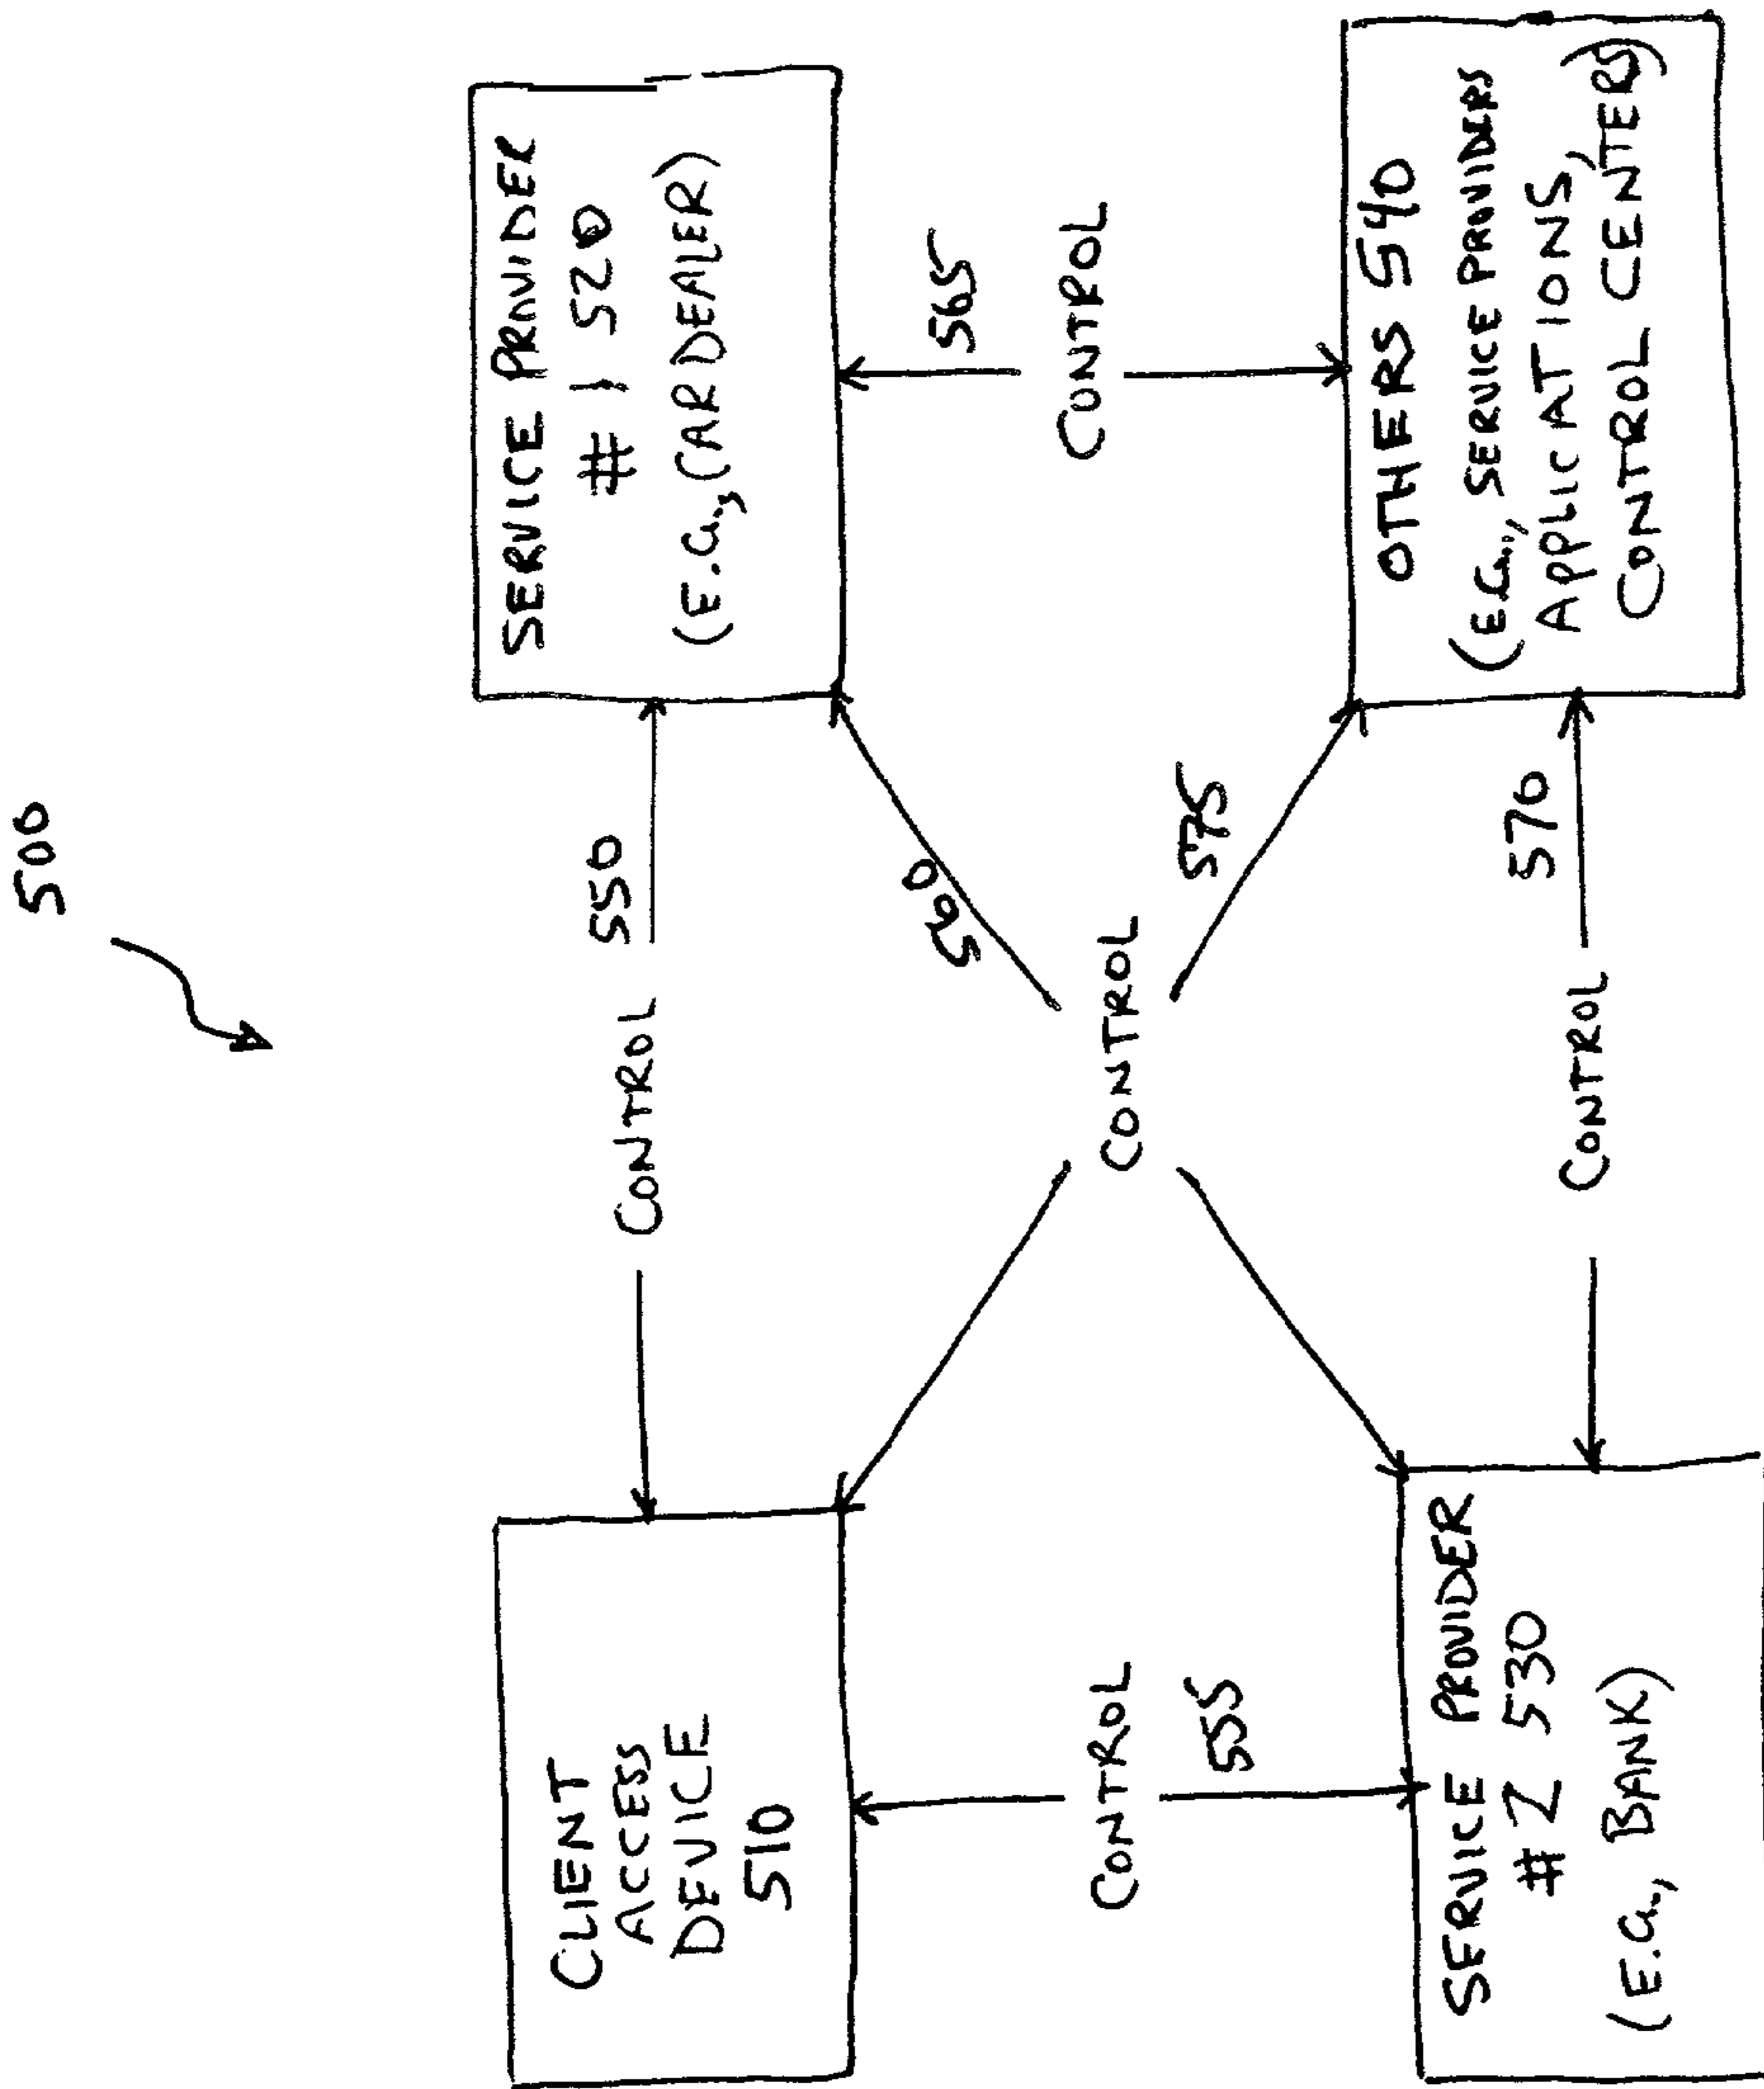 500
CLIENT
ACCESS
DEVICE
510
CONTROL
550
SERVICE PROVIDER
#1 520
(E.G., CAR DEALER)
560
CONTROL
555
CONTROL
575
565
CONTROL
SERVICE PROVIDER
#2 530
(E.G., BANK)
CONTROL
570
OTHERS 540
(E.G., SERVICE PROVIDERS
APPLICATIONS,
CONTROL CENTERS)